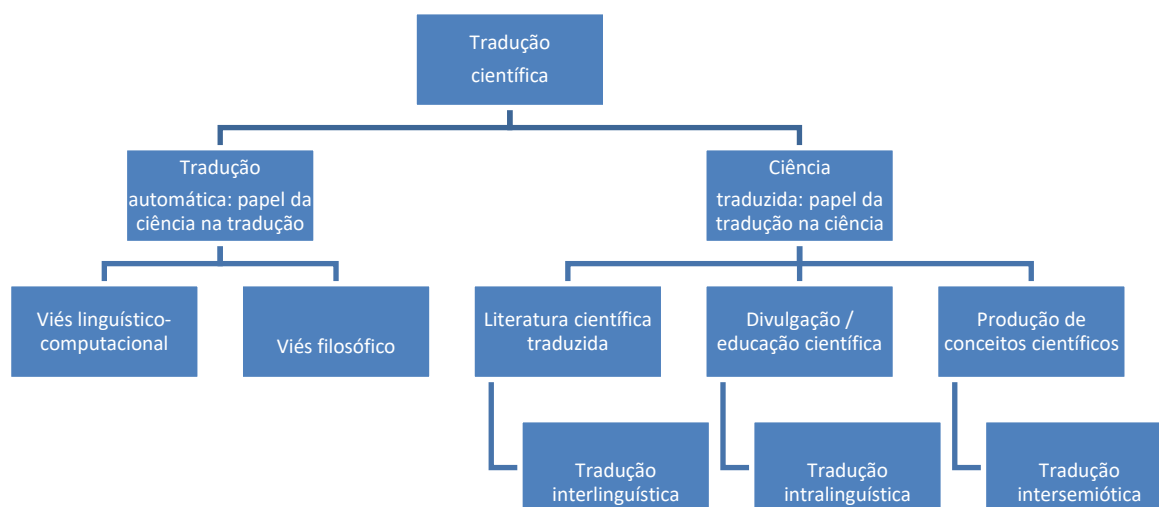 Tradução
científica
Tradução
automática: papel da
ciência na tradução
Ciência
traduzida: papel da
tradução na ciência
Viés linguístico-
computacional
Viés filosófico
Literatura científica
traduzida
Divulgação /
educação científica
Produção de
conceitos científicos
Tradução
interlinguística
Tradução
intralinguística
Tradução
intersemiótica